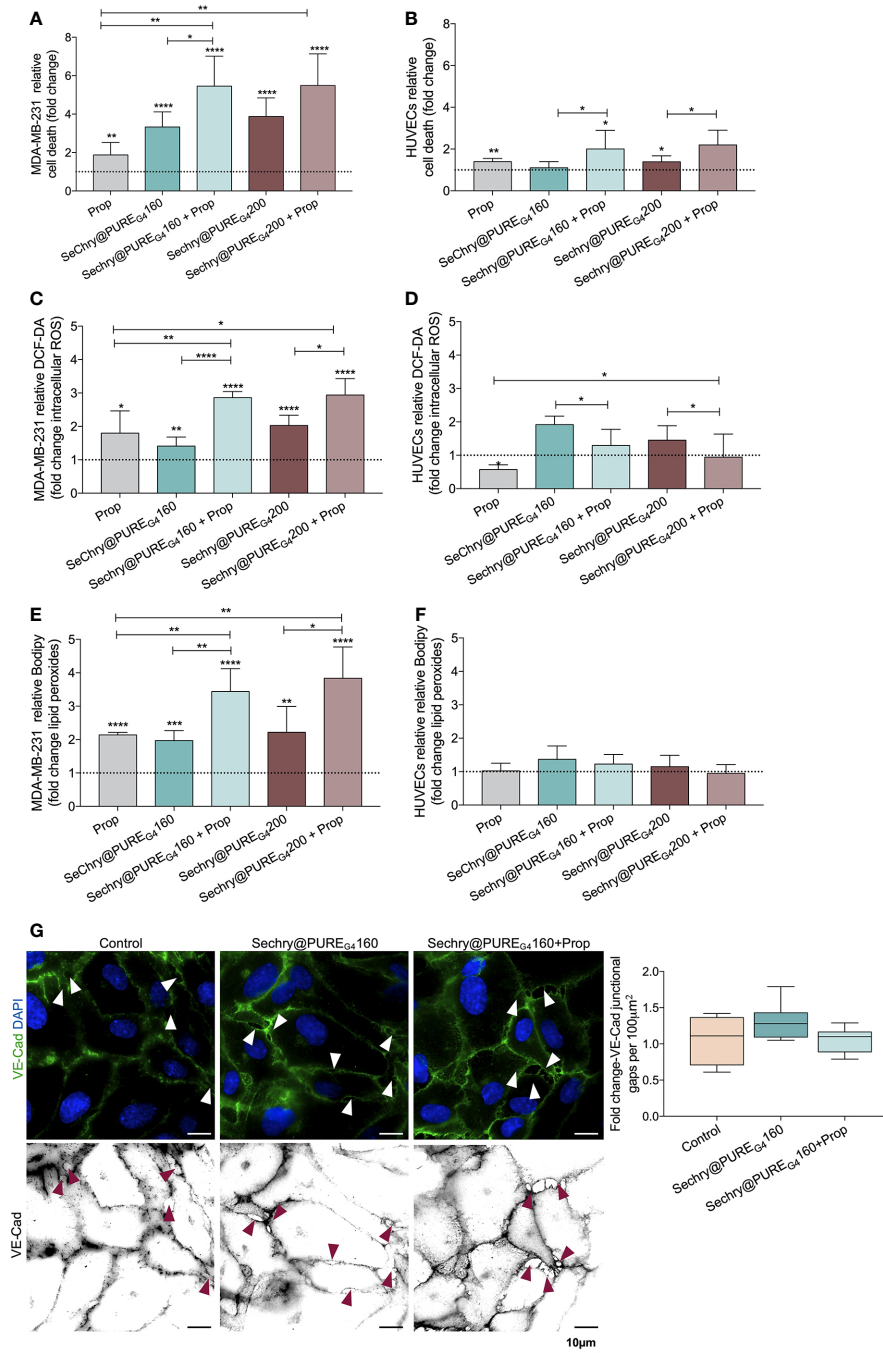 A
MDA-MB-231 relative
cell death (fold change)
8
6
4
2
0
**
**
*
**
****
****
****
****
Prop
SeChry@PUREG4160
Sechry@PUREG4160 + Prop
Sechry@PUREG4200
Sechry@PUREG4200 + Prop
B
HUVECs relative
cell death (fold change)
8
6
4
2
0
*
*
**
*
*
Prop
SeChry@PUREG4160
Sechry@PUREG4160 + Prop
Sechry@PUREG4200
Sechry@PUREG4200 + Prop
C
MDA-MB-231 relative DCF-DA
(fold change intracellular ROS)
5
4
3
2
1
0
*
**
****
*
*
**
****
****
****
Prop
SeChry@PUREG4160
Sechry@PUREG4160 + Prop
Sechry@PUREG4200
Sechry@PUREG4200 + Prop
D
HUVECs relative DCF-DA
(fold change intracellular ROS)
5
4
3
2
1
0
*
*
*
*
Prop
SeChry@PUREG4160
Sechry@PUREG4160 + Prop
Sechry@PUREG4200
Sechry@PUREG4200 + Prop
E
MDA-MB-231 relative Bodipy
(fold change lipid peroxides)
5
4
3
2
1
0
**
**
**
*
****
***
****
**
****
Prop
SeChry@PUREG4160
Sechry@PUREG4160 + Prop
Sechry@PUREG4200
Sechry@PUREG4200 + Prop
F
HUVECs relative relative Bodipy
(fold change lipid peroxides)
5
4
3
2
1
0
Prop
SeChry@PUREG4160
Sechry@PUREG4160 + Prop
Sechry@PUREG4200
Sechry@PUREG4200 + Prop
G
Control
Sechry@PUREG4160
Sechry@PUREG4160+Prop
VE-Cad DAPI
VE-Cad
10µm
Fold change-VE-Cad junctional
gaps per 100µm2
2.0
1.5
1.0
0.5
0.0
Control
Sechry@PUREG4160
Sechry@PUREG4160+Prop